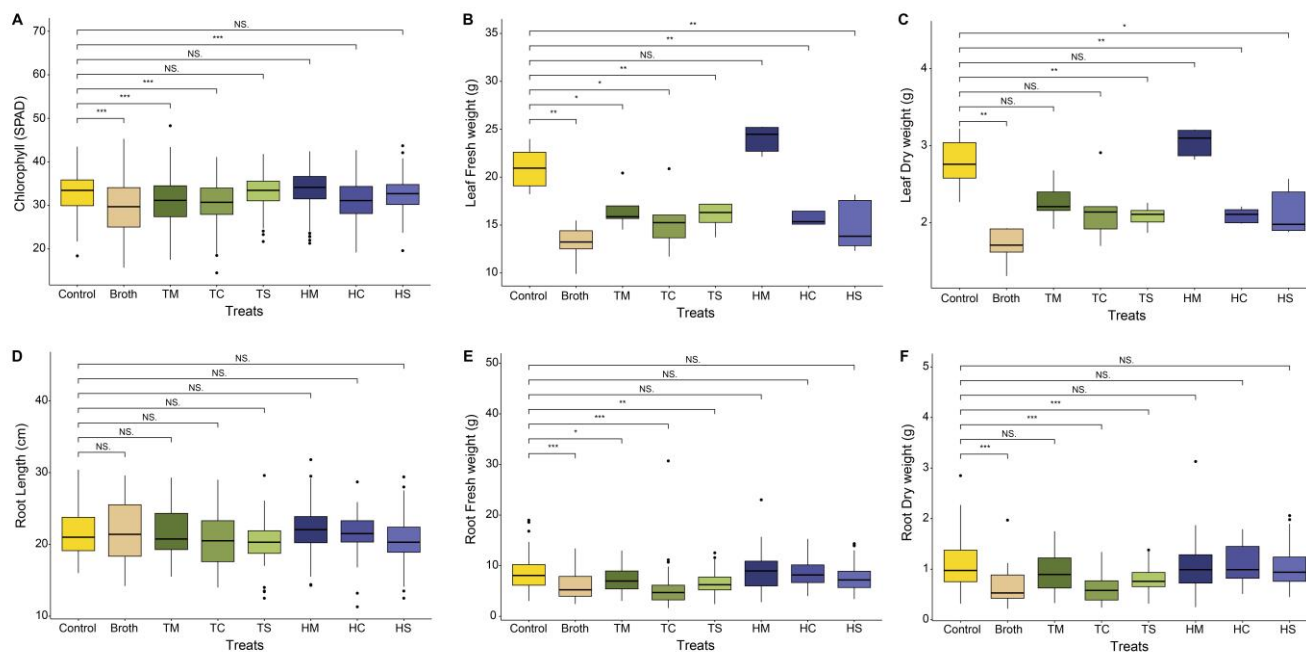 A
Chlorophyll (SPAD)
70
60
50
40
30
20
NS.
***
NS.
NS.
***
***
***
Control Broth TM TC TS HM HC HS
Treats
B
Leaf Fresh weight (g)
35
30
25
20
15
10
**
**
NS.
**
*
*
**
Control Broth TM TC TS HM HC HS
Treats
C
Leaf Dry weight (g)
4
3
2
*
**
NS.
**
NS.
NS.
**
Control Broth TM TC TS HM HC HS
Treats
D
Root Length (cm)
40
30
20
10
NS.
NS.
NS.
NS.
NS.
NS.
NS.
Control Broth TM TC TS HM HC HS
Treats
E
Root Fresh weight (g)
50
40
30
20
10
0
NS.
NS.
NS.
**
***
*
***
Control Broth TM TC TS HM HC HS
Treats
F
Root Dry weight (g)
5
4
3
2
1
0
NS.
NS.
NS.
***
***
NS.
***
Control Broth TM TC TS HM HC HS
Treats